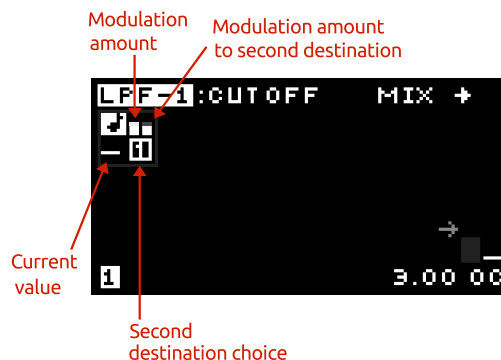 Modulation
amount
Modulation amount
to second destination
LPF-1:CUTOFF MIX →
Current
value
1 3.00 00
Second
destination choice